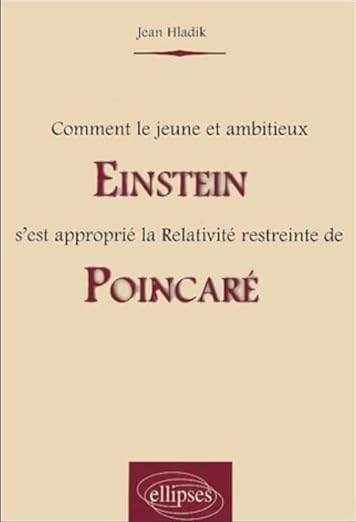 Jean Hladik
Comment le jeune et ambitieux
EINSTEIN
s'est approprié la Relativité restreinte de
POINCARÉ
ellipses